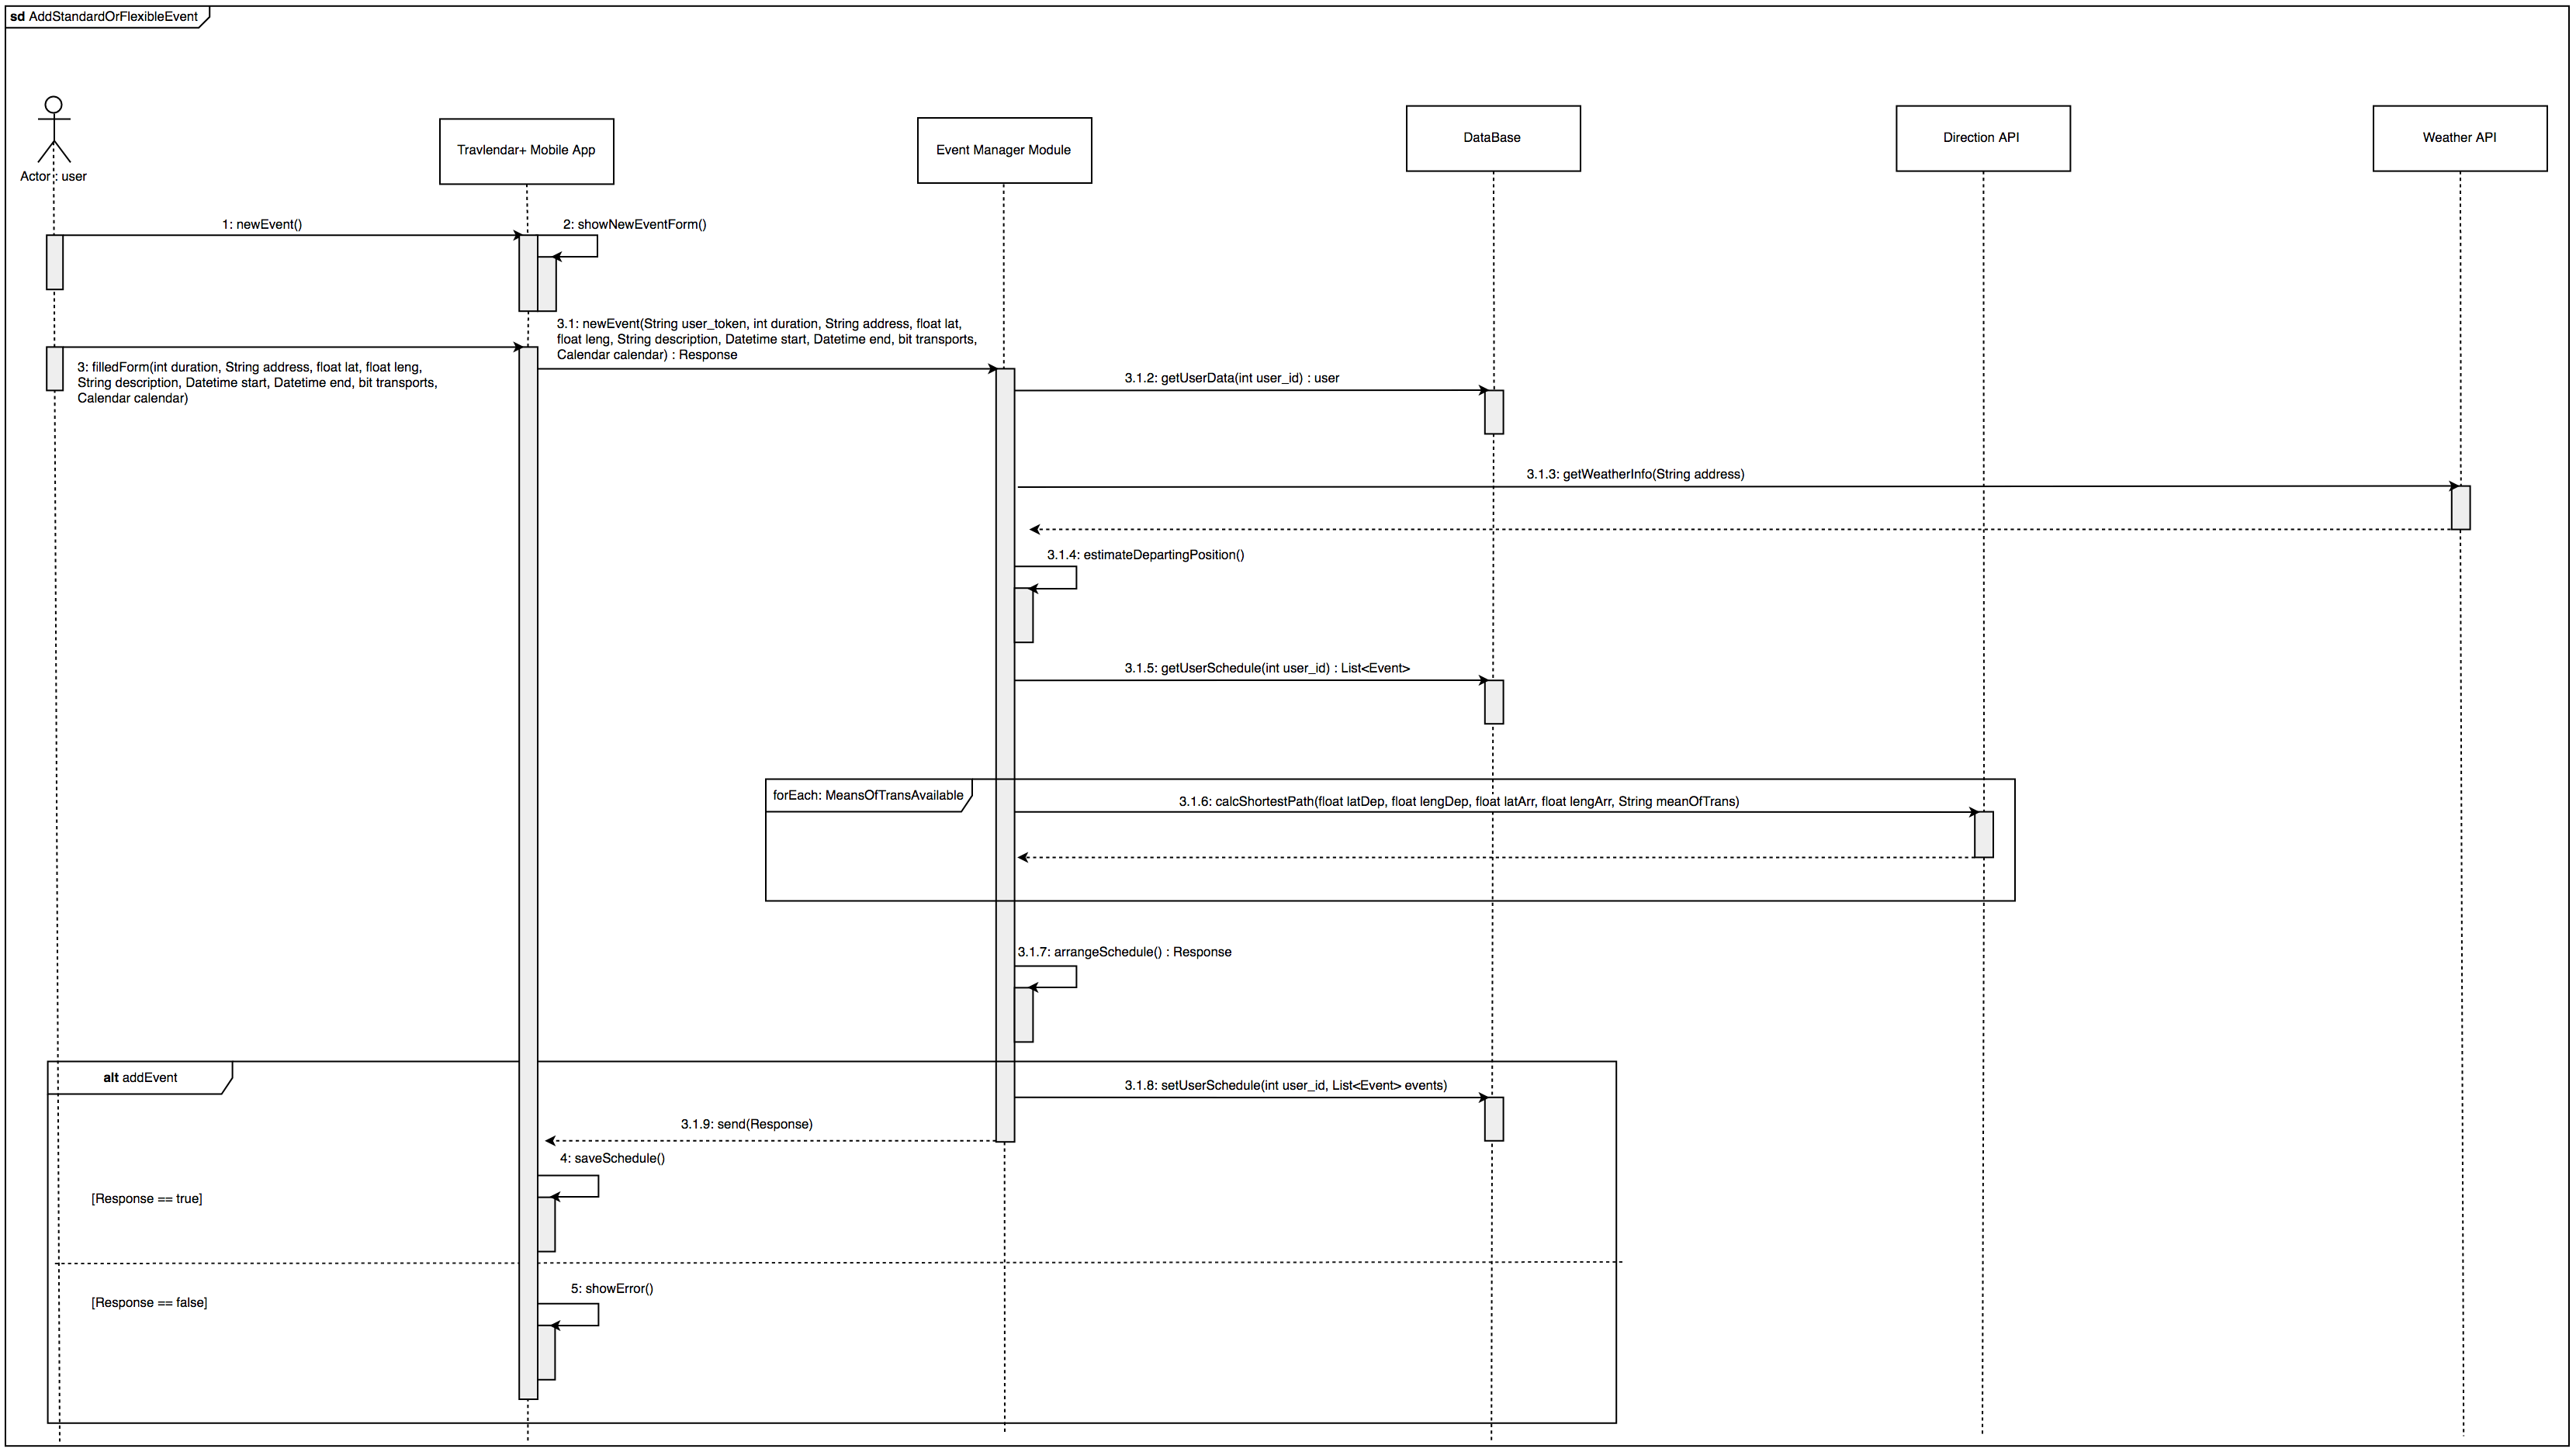 sd AddStandardOrFlexibleEvent
Actor : user
Travlendar+ Mobile App
Event Manager Module
DataBase
Direction API
Weather API
1: newEvent()
2: showNewEventForm()
3.1: newEvent(String user_token, int duration, String address, float lat,
float leng, String description, Datetime start, Datetime end, bit transports,
Calendar calendar) : Response
3: filledForm(int duration, String address, float lat, float leng,
String description, Datetime start, Datetime end, bit transports,
Calendar calendar)
3.1.2: getUserData(int user_id) : user
3.1.3: getWeatherInfo(String address)
3.1.4: estimateDepartingPosition()
3.1.5: getUserSchedule(int user_id) : List<Event>
forEach: MeansOfTransAvailable
3.1.6: calcShortestPath(float latDep, float lengDep, float latArr, float lengArr, String meanOfTrans)
3.1.7: arrangeSchedule() : Response
alt addEvent
3.1.8: setUserSchedule(int user_id, List<Event> events)
3.1.9: send(Response)
4: saveSchedule()
[Response == true]
5: showError()
[Response == false]